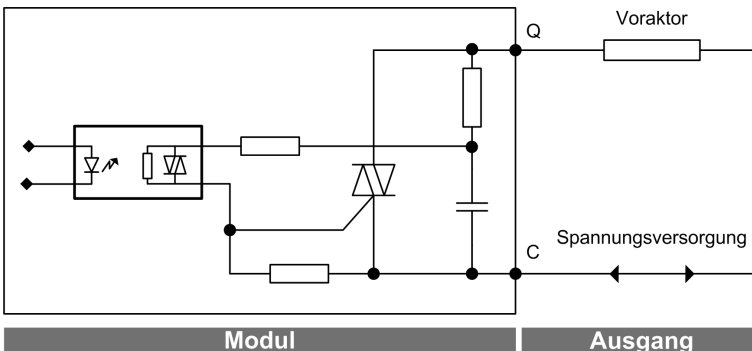 Voraktor
Q
C
Spannungsversorgung
Modul
Ausgang